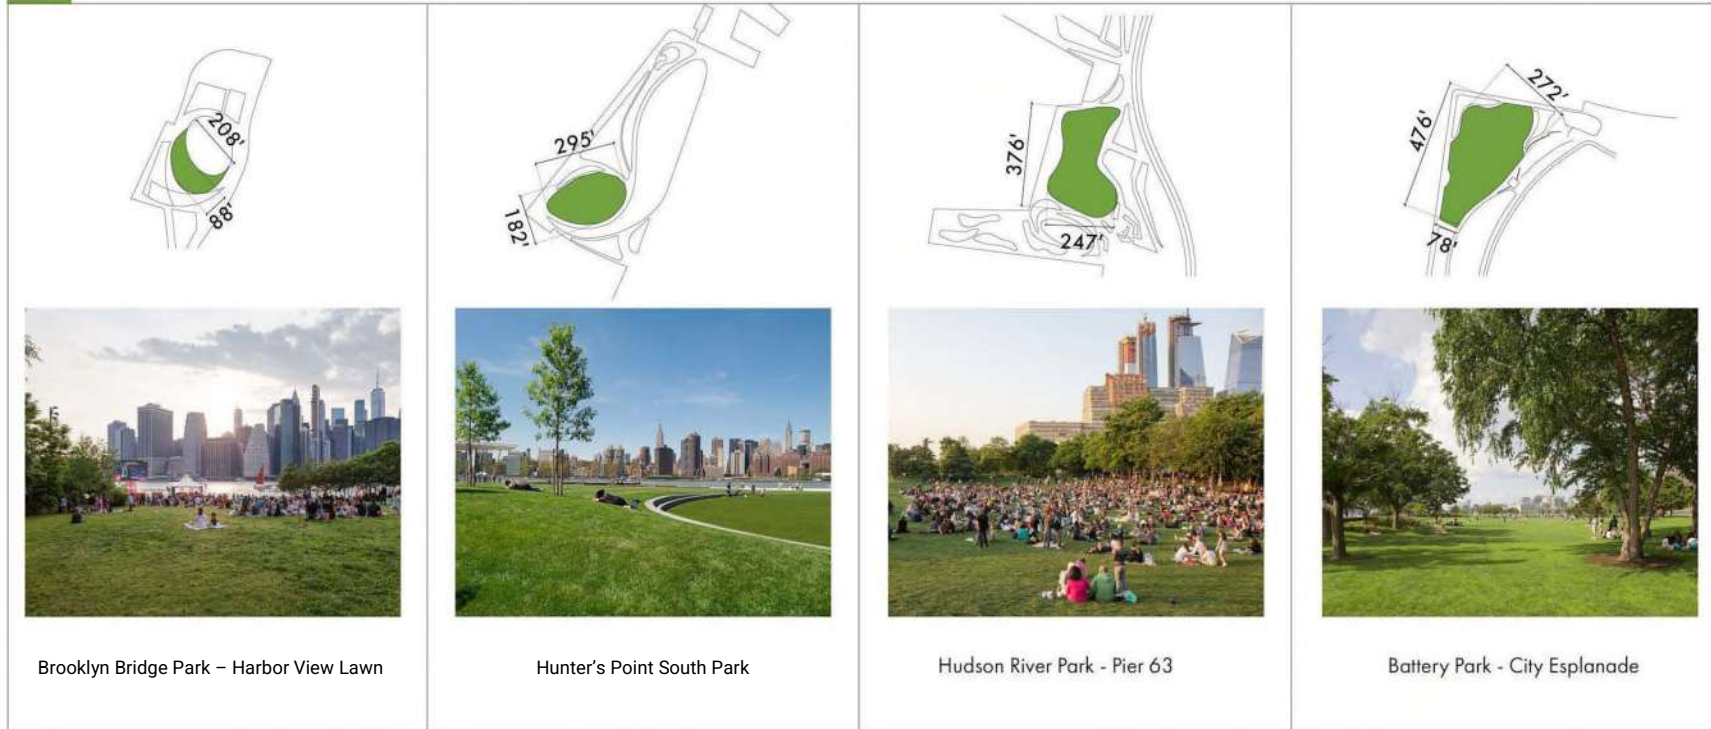 208'
88'
295'
182'
376'
247'
272'
476'
78'
Brooklyn Bridge Park – Harbor View Lawn
Hunter's Point South Park
Hudson River Park - Pier 63
Battery Park - City Esplanade